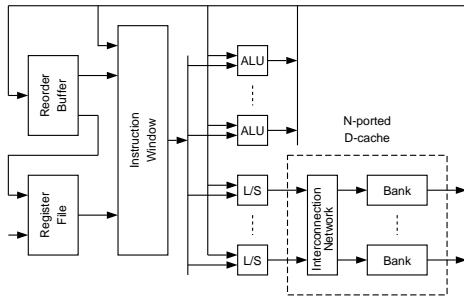 Reorder
Buffer
Register
File
Instruction
Window
ALU
ALU
L/S
L/S
N-ported
D-cache
Interconnection
Network
Bank
Bank